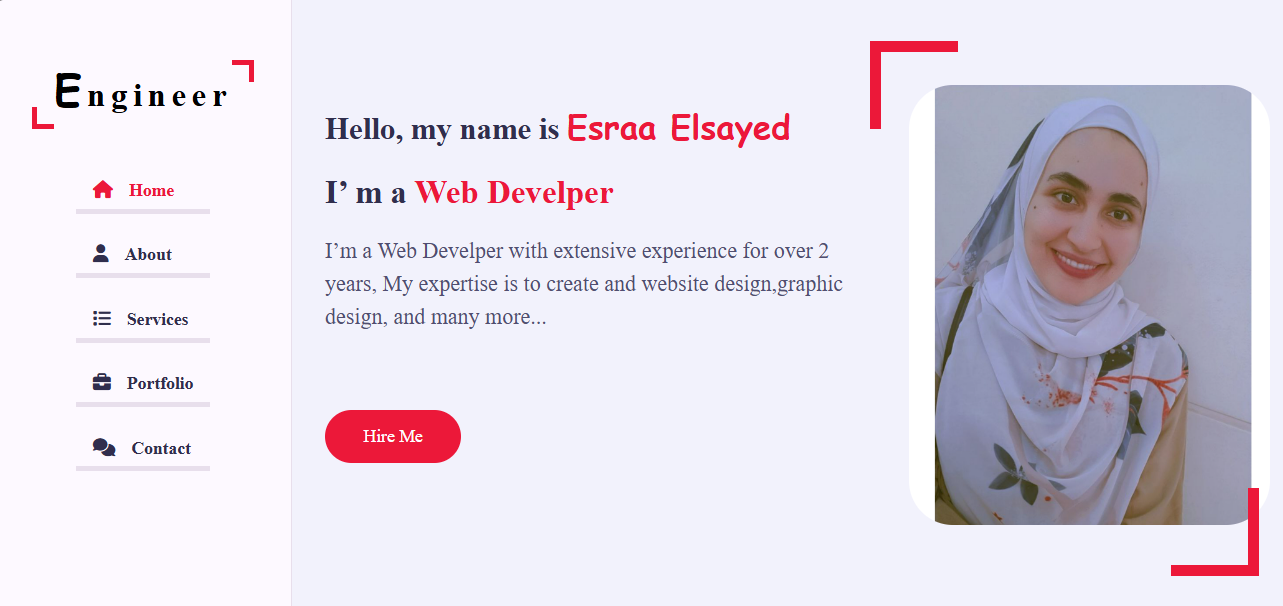 Engineer
Home
About
Services
Portfolio
Contact
Hello, my name is Esraa Elsayed
I’ m a Web Develper
I’m a Web Develper with extensive experience for over 2
years, My expertise is to create and website design,graphic
design, and many more...
Hire Me